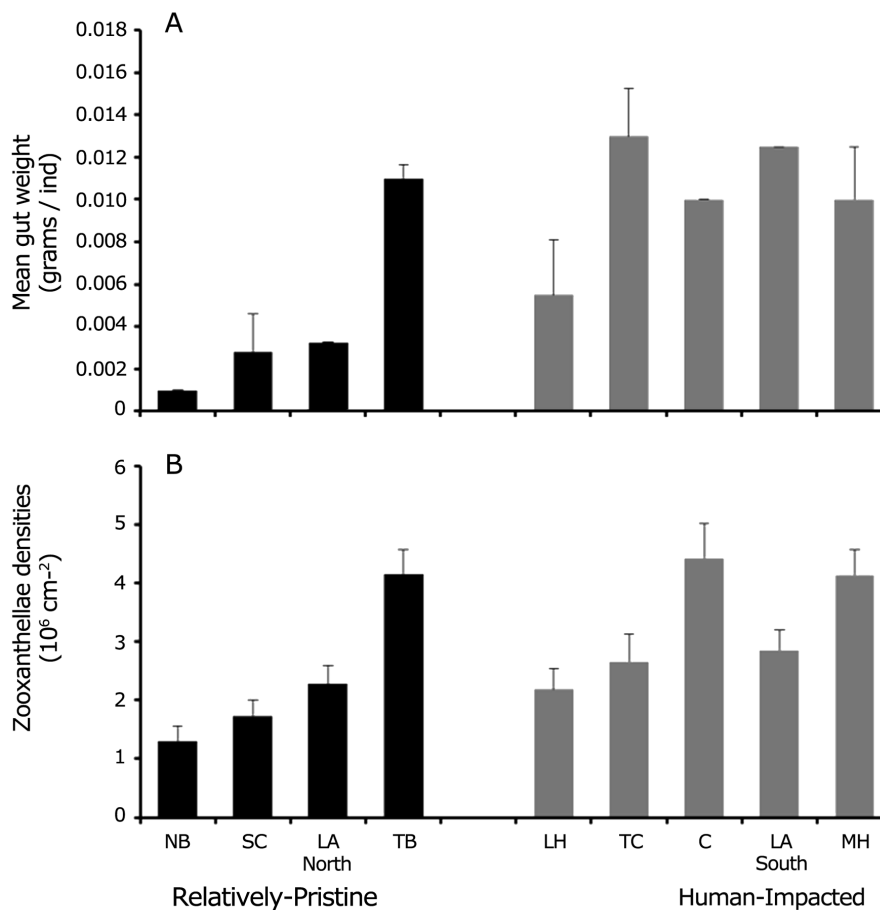 A
0.018
0.016
0.014
0.012
0.010
0.008
0.006
0.004
0.002
0
Mean gut weight
(grams / ind)
B
6
5
4
3
2
1
0
Zooxanthellae densities
(10⁶ cm-²)
NB SC LA TB LH TC C LA MH
North South
Relatively-Pristine Human-Impacted